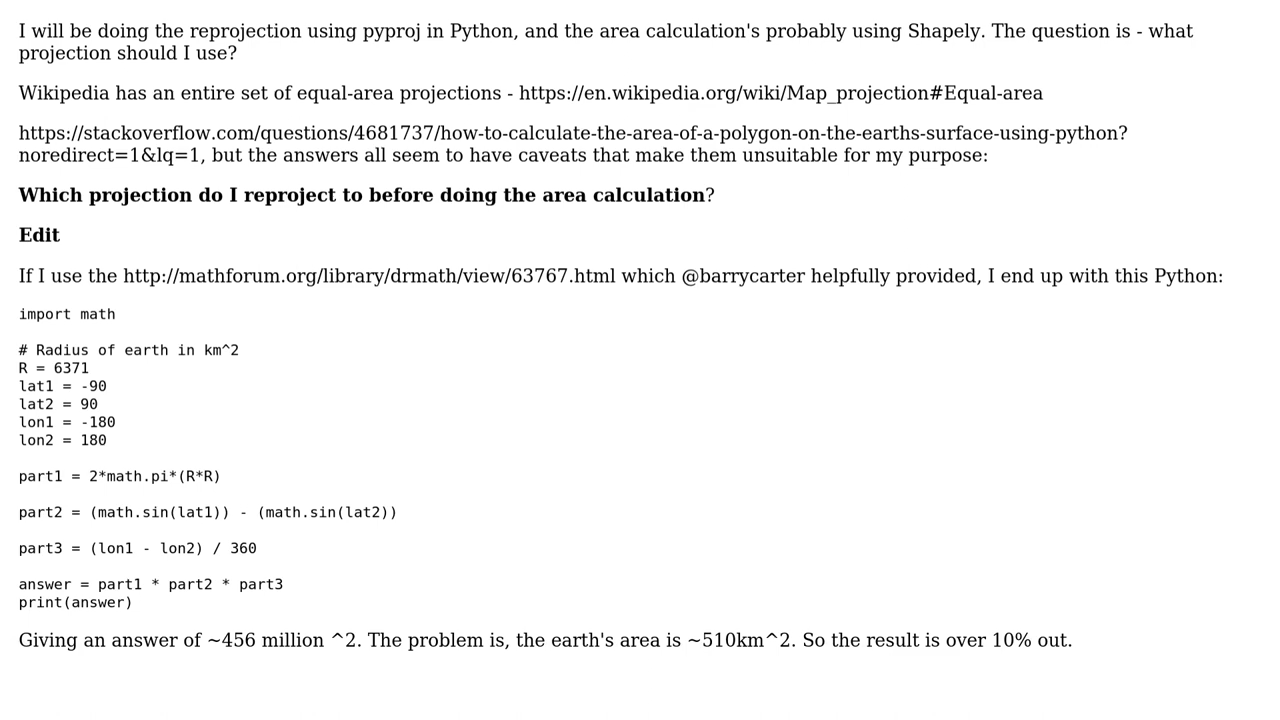 I will be doing the reprojection using pyproj in Python, and the area calculation's probably using Shapely. The question is - what
projection should I use?
Wikipedia has an entire set of equal-area projections - https://en.wikipedia.org/wiki/Map_projection#Equal-area
https://stackoverflow.com/questions/4681737/how-to-calculate-the-area-of-a-polygon-on-the-earths-surface-using-python?
noredirect=1&lq=1, but the answers all seem to have caveats that make them unsuitable for my purpose:
Which projection do I reproject to before doing the area calculation?
Edit
If I use the http://mathforum.org/library/drmath/view/63767.html which @barrycarter helpfully provided, I end up with this Python:
import math
# Radius of earth in km^2
R = 6371
lat1 = -90
lat2 = 90
lon1 = -180
lon2 = 180
part1 = 2*math.pi*(R*R)
part2 = (math.sin(lat1)) - (math.sin(lat2))
part3 = (lon1 - lon2) / 360
answer = part1 * part2 * part3
print(answer)
Giving an answer of ~456 million ^2. The problem is, the earth's area is ~510km^2. So the result is over 10% out.